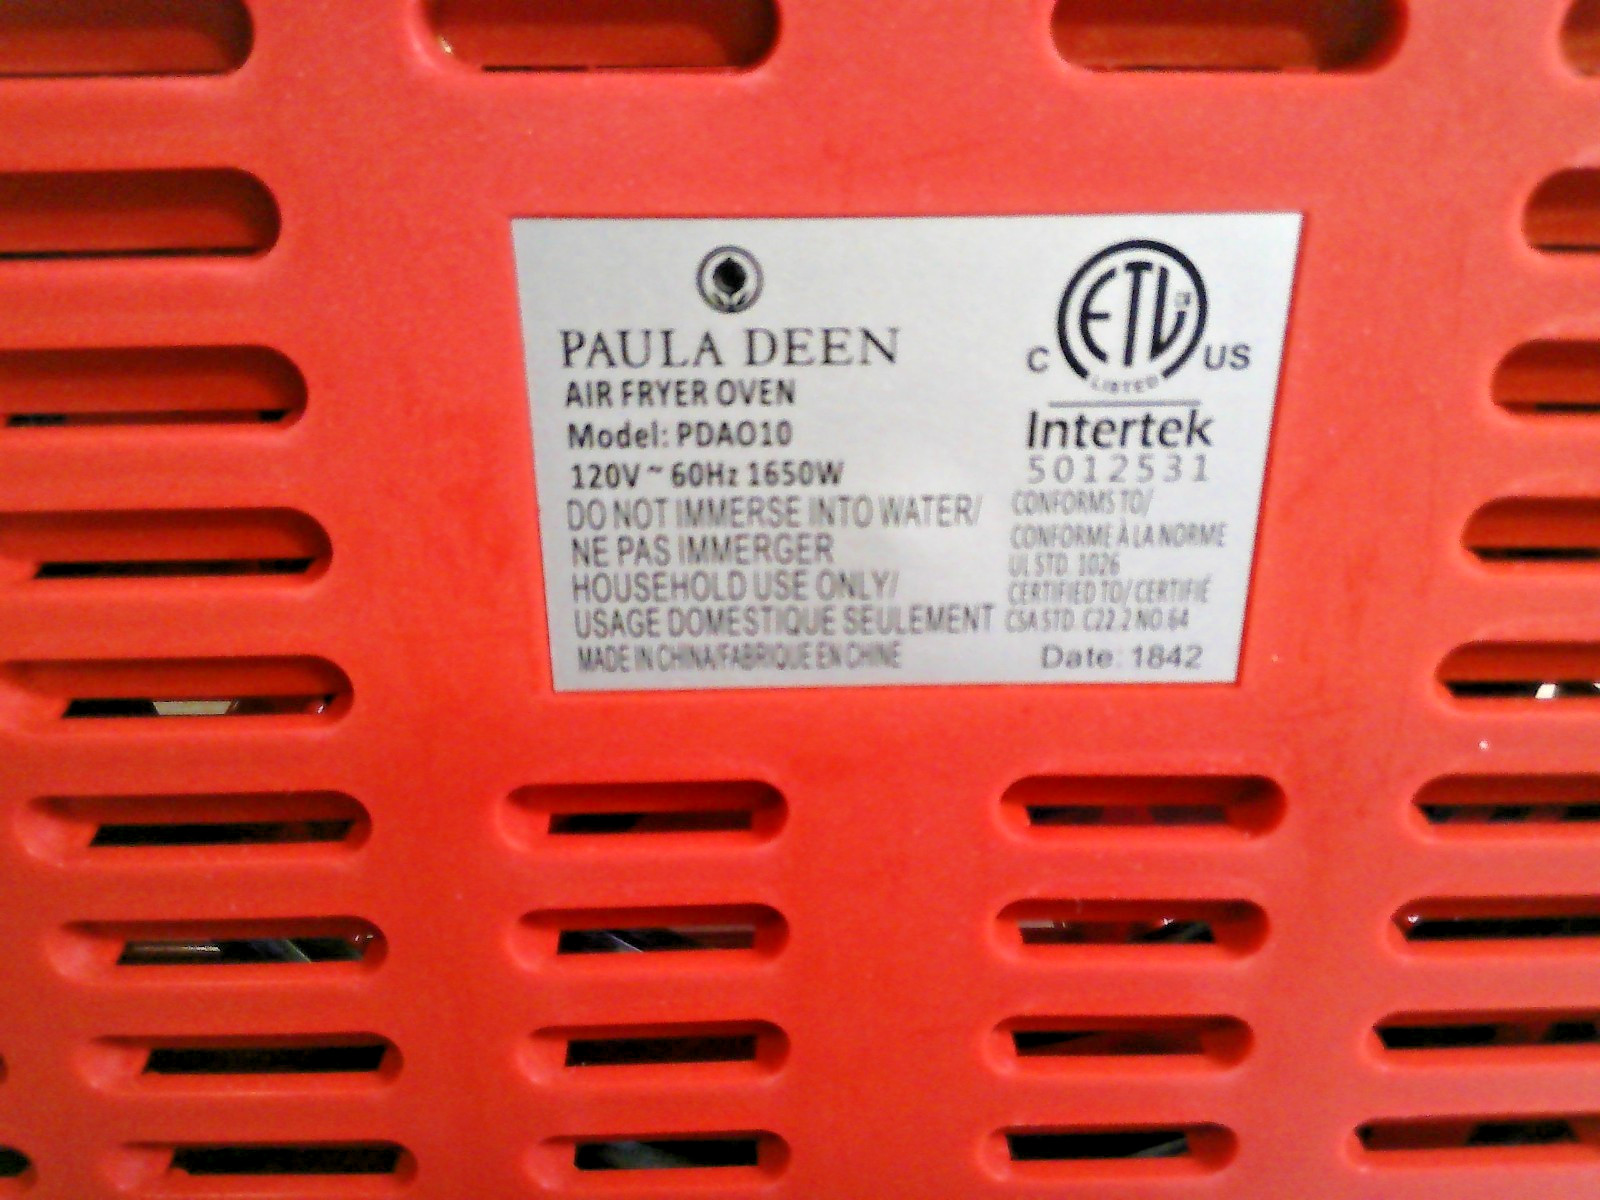 PAULA DEEN
AIR FRYER OVEN
Model: PDAO10
120V ~ 60Hz 1650W
DO NOT IMMERSE INTO WATER/
NE PAS IMMERGER
HOUSEHOLD USE ONLY/
USAGE DOMESTIQUE SEULEMENT
MADE IN CHINA/FABRIQUE EN CHINE
ETL
C US
LISTED
Intertek
5012531
CONFORMS TO/
CONFORME À LA NORME
UL STD. 1026
CERTIFIED TO/ CERTIFIÉ
CSA STD. C22.2 NO.64
Date: 1842